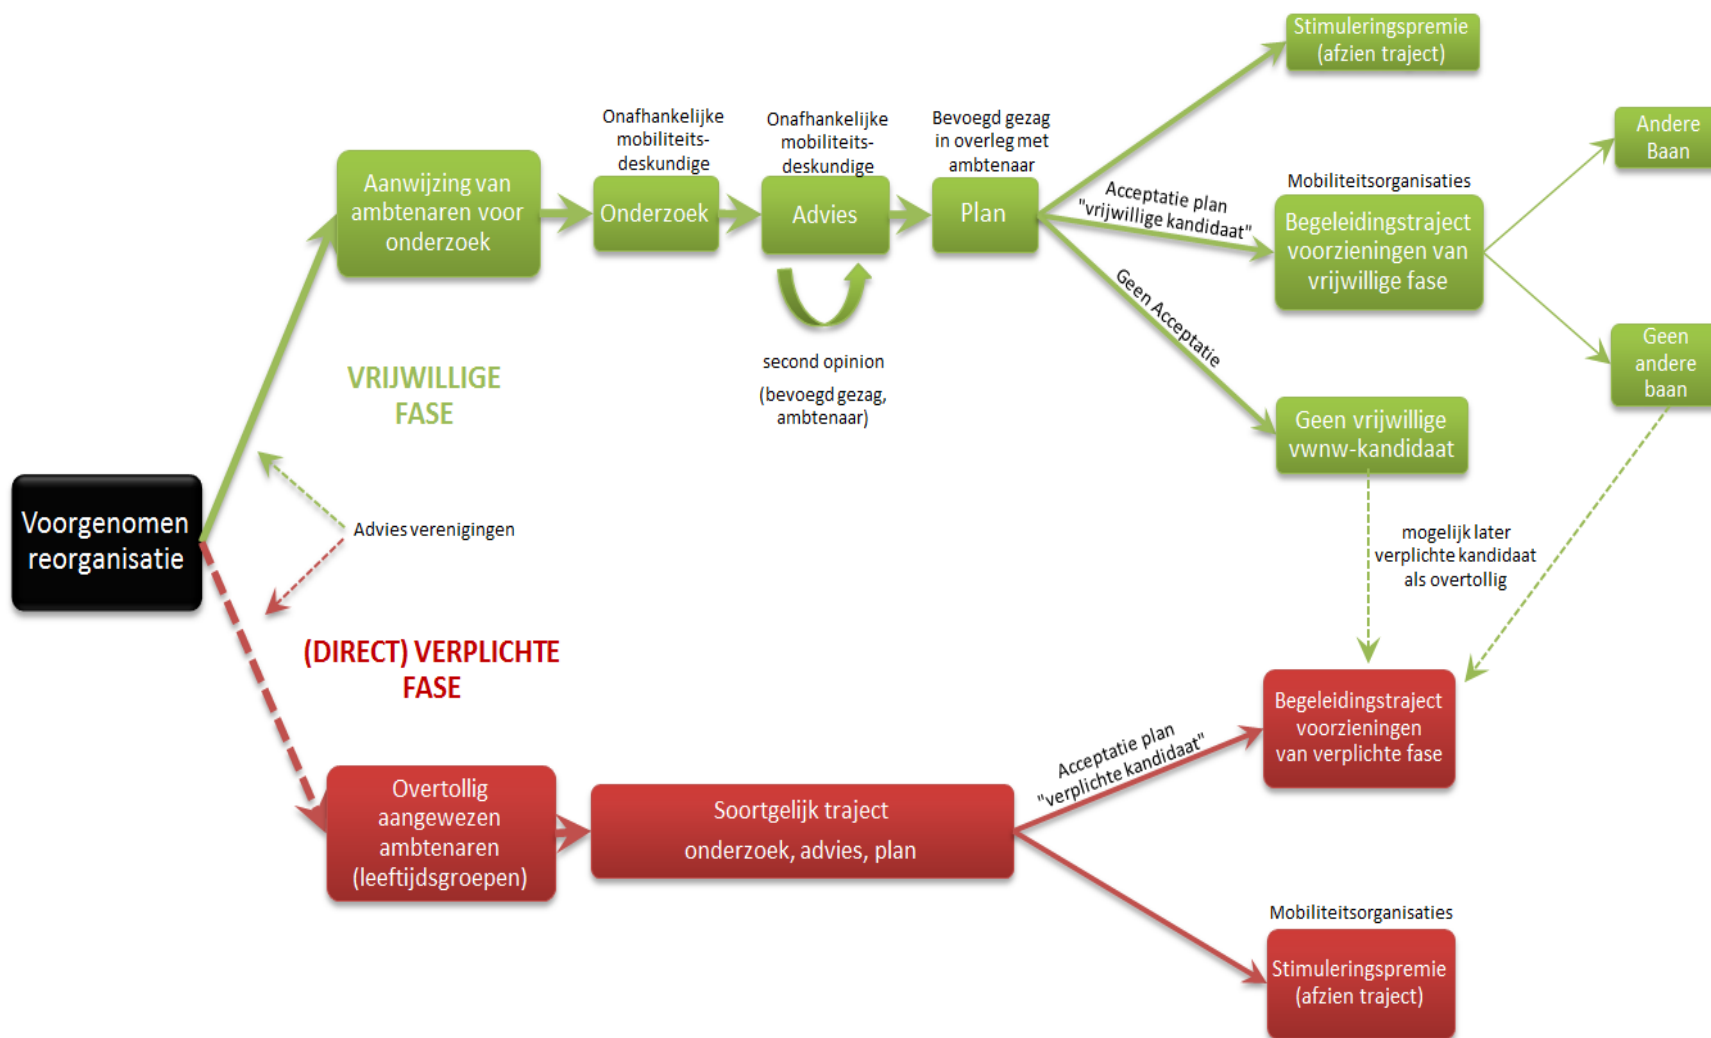 Stimuleringspremie
(afzien traject)
Onafhankelijke
mobiliteits-
deskundige
Onafhankelijke
mobiliteits-
deskundige
Bevoegd gezag
in overleg met
ambtenaar
Andere
Baan
Aanwijzing van
ambtenaren voor
onderzoek
Onderzoek
Advies
Plan
Acceptatie plan
"vrijwillige kandidaat"
Mobiliteitsorganisaties
Begeleidingstraject
voorzieningen van
vrijwillige fase
Geen Acceptatie
Geen
andere
baan
second opinion
(bevoegd gezag,
ambtenaar)
VRIJWILLIGE
FASE
Geen vrijwillige
vwnw-kandidaat
Voorgenomen
reorganisatie
Advies verenigingen
mogelijk later
verplichte kandidaat
als overtollig
(DIRECT) VERPLICHTE
FASE
Begeleidingstraject
voorzieningen
van verplichte fase
Acceptatie plan
"verplichte kandidaat"
Overtollig
aangewezen
ambtenaren
(leeftijdsgroepen)
Soortgelijk traject
onderzoek, advies, plan
Mobiliteitsorganisaties
Stimuleringspremie
(afzien traject)